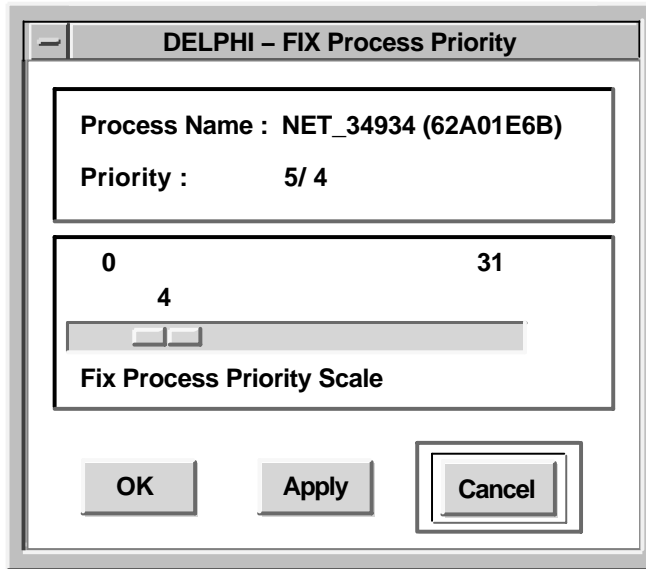 DELPHI – FIX Process Priority
Process Name : NET_34934 (62A01E6B)
Priority : 5/ 4
0 31
4
Fix Process Priority Scale
OK Apply Cancel